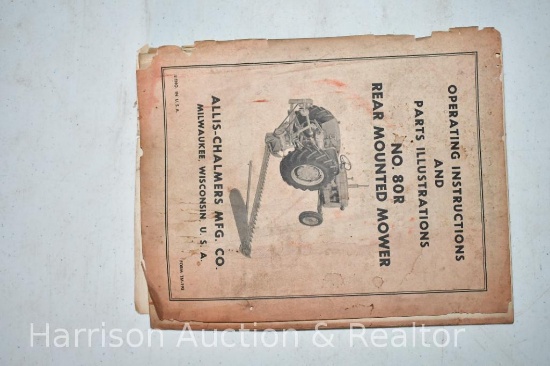 OPERATING INSTRUCTIONS
AND
PARTS ILLUSTRATIONS
NO. 80R
REAR MOUNTED MOWER
ALLIS-CHALMERS MFG. CO.
MILWAUKEE, WISCONSIN, U. S. A.
Harrison Auction & Realtor